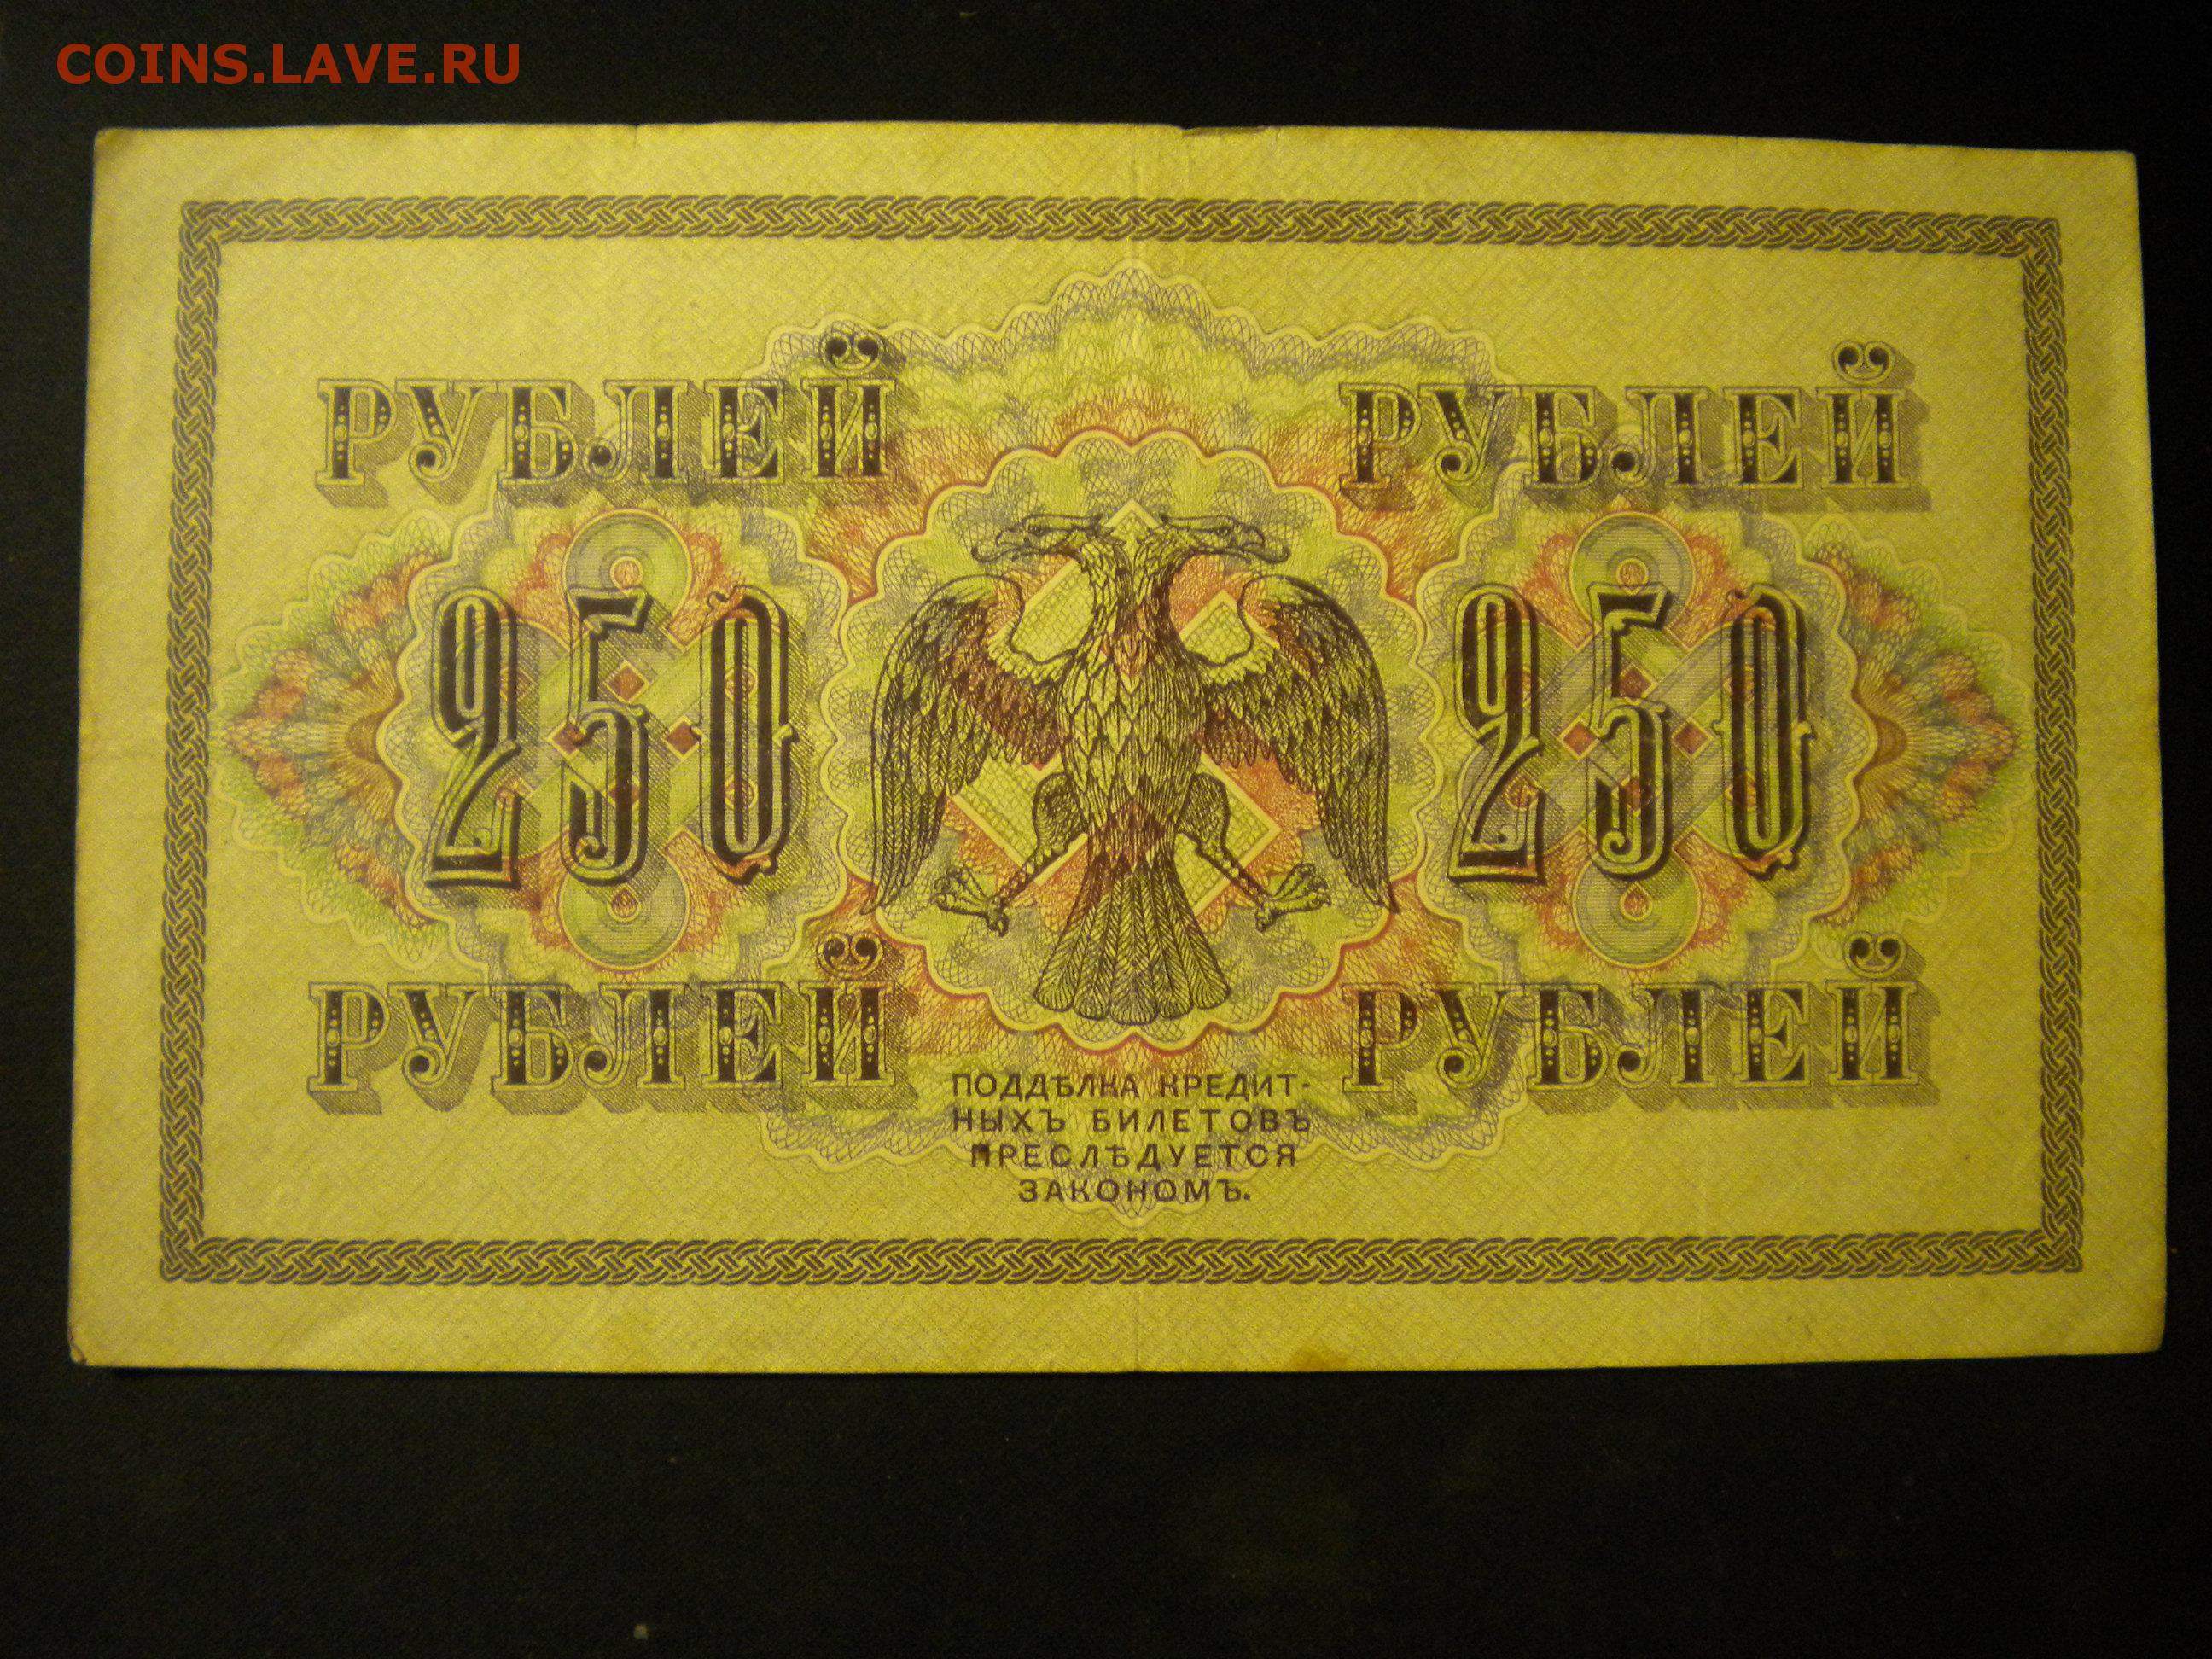 COINS.LAVE.RU
РУБЛЕЙ РУБЛЕЙ
250 250
РУБЛЕЙ РУБЛЕЙ
ПОДДѢЛКА КРЕДИТ-
НЫХЪ БИЛЕТОВЪ
ПРЕСЛѢДУЕТСЯ
ЗАКОНОМЪ.